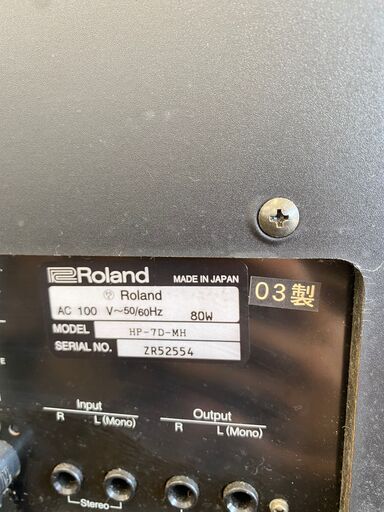 Roland MADE IN JAPAN
Roland
AC 100 V～50/60Hz 80W
MODEL HP-7D-MH
SERIAL NO. ZR52554
03製
Input Output
R L (Mono) R L (Mono)
Stereo